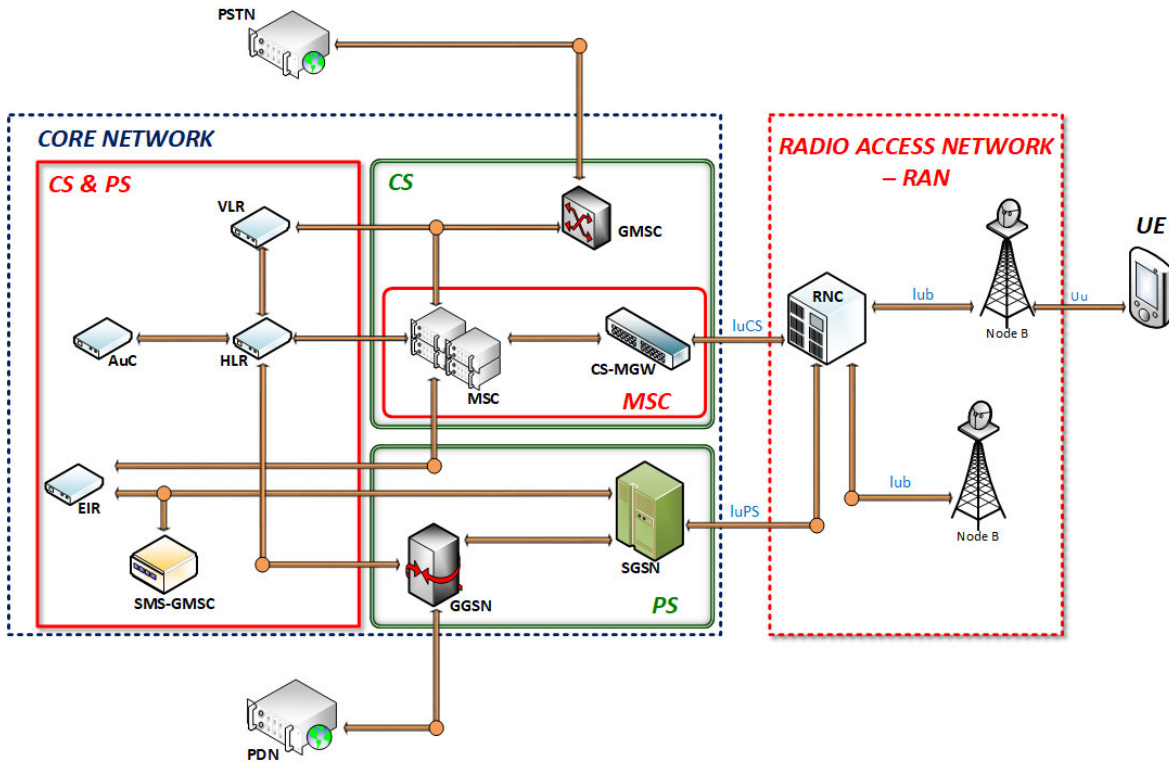 PSTN
CORE NETWORK
RADIO ACCESS NETWORK
– RAN
CS & PS
CS
VLR
GMSC
UE
RNC
Iub
Uu
Node B
IuCS
AuC
HLR
MSC
CS-MGW
MSC
Iub
Node B
EIR
IuPS
SGSN
SMS-GMSC
GGSN
PS
PDN